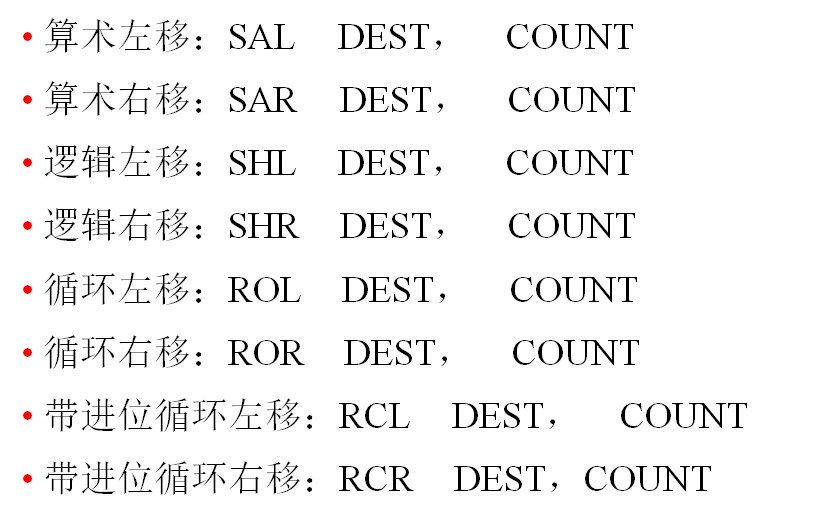 • 算术左移：SAL DEST， COUNT
• 算术右移：SAR DEST， COUNT
• 逻辑左移：SHL DEST， COUNT
• 逻辑右移：SHR DEST， COUNT
• 循环左移：ROL DEST， COUNT
• 循环右移：ROR DEST， COUNT
• 带进位循环左移：RCL DEST， COUNT
• 带进位循环右移：RCR DEST，COUNT